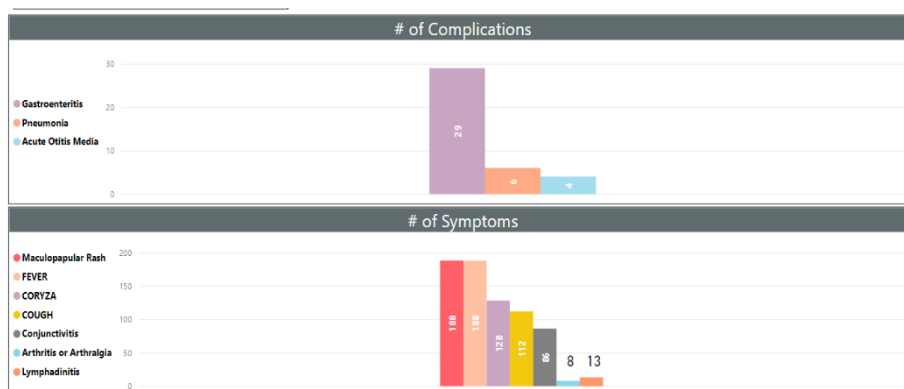 # of Complications
30
20
10
0
Gastroenteritis
Pneumonia
Acute Otitis Media
29
6
4
# of Symptoms
200
150
100
50
0
Maculopapular Rash
FEVER
CORYZA
COUGH
Conjunctivitis
Arthritis or Arthralgia
Lymphadinitis
188
188
128
112
86
8
13